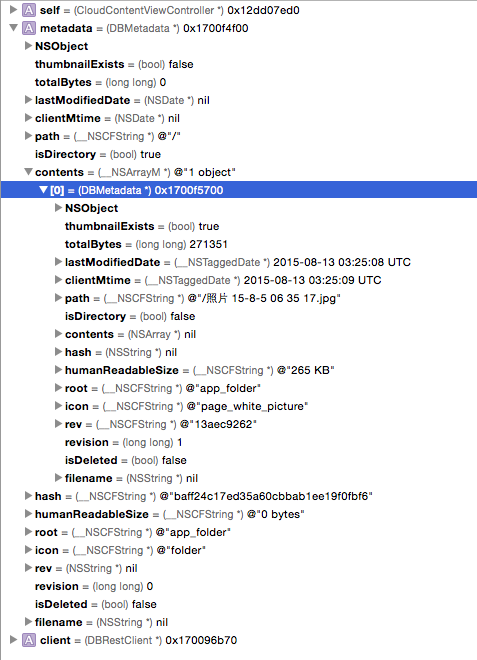 A self = (CloudContentViewController *) 0x12dd07ed0
A metadata = (DBMetadata *) 0x1700f4f00
NSObject
thumbnailExists = (bool) false
totalBytes = (long long) 0
lastModifiedDate = (NSDate *) nil
clientMtime = (NSDate *) nil
path = (__NSCFString *) @"/"
isDirectory = (bool) true
contents = (__NSArrayM *) @"1 object"
[0] = (DBMetadata *) 0x1700f5700
NSObject
thumbnailExists = (bool) true
totalBytes = (long long) 271351
lastModifiedDate = (__NSTaggedDate *) 2015-08-13 03:25:08 UTC
clientMtime = (__NSTaggedDate *) 2015-08-13 03:25:09 UTC
path = (__NSCFString *) @"/照片 15-8-5 06 35 17.jpg"
isDirectory = (bool) false
contents = (NSArray *) nil
hash = (NSString *) nil
humanReadableSize = (__NSCFString *) @"265 KB"
root = (__NSCFString *) @"app_folder"
icon = (__NSCFString *) @"page_white_picture"
rev = (__NSCFString *) @"13aec9262"
revision = (long long) 1
isDeleted = (bool) false
filename = (NSString *) nil
hash = (__NSCFString *) @"baff24c17ed35a60cbbab1ee19f0fbf6"
humanReadableSize = (__NSCFString *) @"0 bytes"
root = (__NSCFString *) @"app_folder"
icon = (__NSCFString *) @"folder"
rev = (NSString *) nil
revision = (long long) 0
isDeleted = (bool) false
filename = (NSString *) nil
A client = (DBRestClient *) 0x170096b70